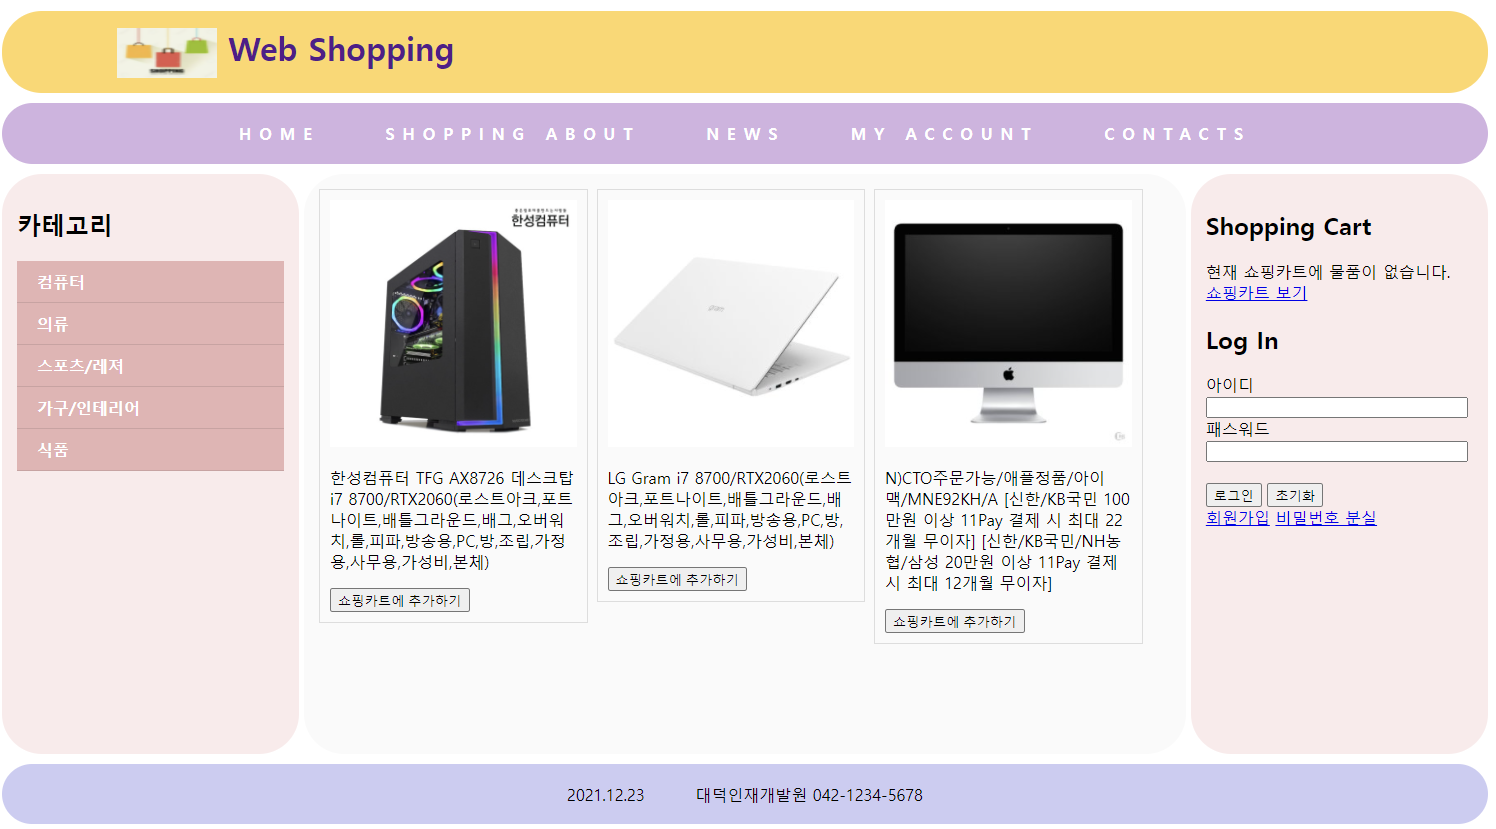 SHOPPING
Web Shopping
HOME SHOPPING ABOUT NEWS MY ACCOUNT CONTACTS
카테고리
컴퓨터
의류
스포츠/레져
가구/인테리어
식품
한성컴퓨터
한성컴퓨터 TFG AX8726 데스크탑
i7 8700/RTX2060(로스트아크,포트
나이트,배틀그라운드,배그,오버워
치,롤,피파,방송용,PC,방,조립,가정
용,사무용,가성비,본체)
쇼핑카트에 추가하기
gram
LG Gram i7 8700/RTX2060(로스트
아크,포트나이트,배틀그라운드,배
그,오버워치,롤,피파,방송용,PC,방,
조립,가정용,사무용,가성비,본체)
쇼핑카트에 추가하기
N)CTO주문가능/애플정품/아이
맥/MNE92KH/A [신한/KB국민 100
만원 이상 11Pay 결제 시 최대 22
개월 무이자] [신한/KB국민/NH농
협/삼성 20만원 이상 11Pay 결제
시 최대 12개월 무이자]
쇼핑카트에 추가하기
Shopping Cart
현재 쇼핑카트에 물품이 없습니다.
쇼핑카트 보기
Log In
아이디
패스워드
로그인 초기화
회원가입 비밀번호 분실
2021.12.23 대덕인재개발원 042-1234-5678